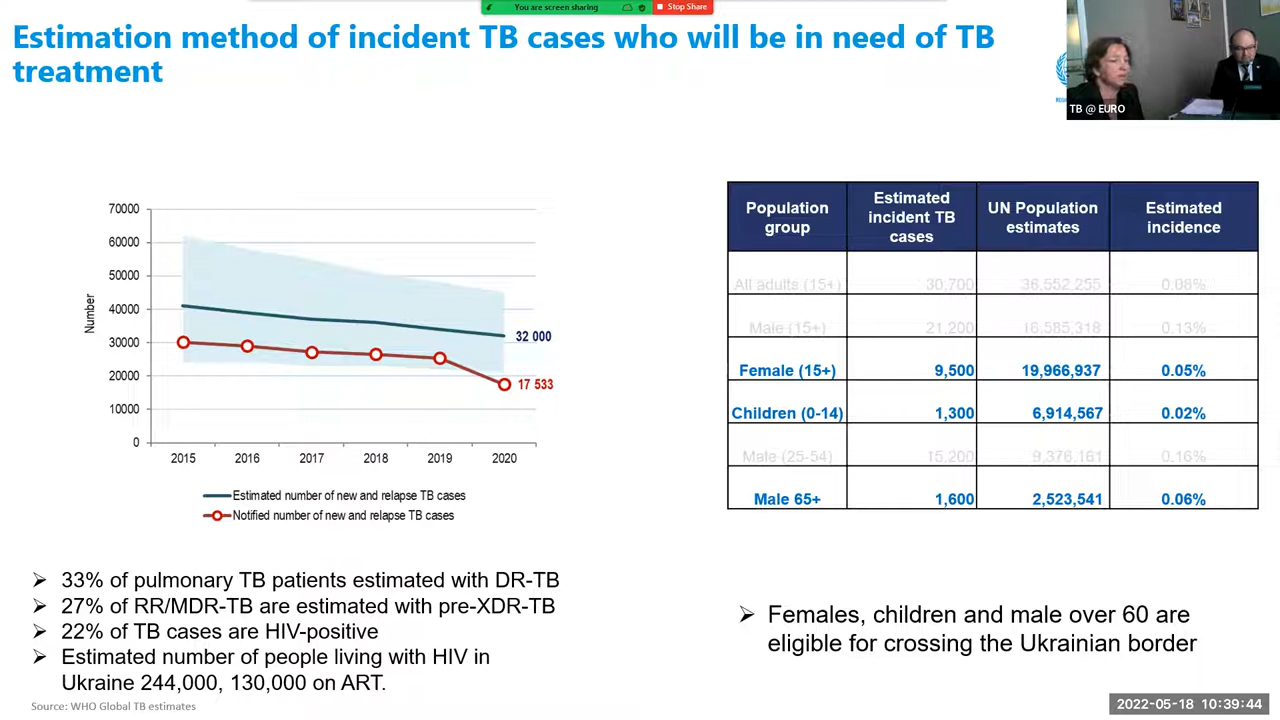 You are screen sharing
Stop Share
Estimation method of incident TB cases who will be in need of TB
treatment
TB @ EURO
70000
60000
50000
40000
30000
20000
10000
0
Number
32 000
17 533
2015 2016 2017 2018 2019 2020
Estimated number of new and relapse TB cases
Notified number of new and relapse TB cases
Population group Estimated incident TB cases UN Population estimates Estimated incidence
All adults (15+) 30,700 36,552,255 0.08%
Male (15+) 21,200 16,585,318 0.13%
Female (15+) 9,500 19,966,937 0.05%
Children (0-14) 1,300 6,914,567 0.02%
Male (25-54) 15,200 9,376,161 0.16%
Male 65+ 1,600 2,523,541 0.06%
➢ 33% of pulmonary TB patients estimated with DR-TB
➢ 27% of RR/MDR-TB are estimated with pre-XDR-TB
➢ 22% of TB cases are HIV-positive
➢ Estimated number of people living with HIV in
Ukraine 244,000, 130,000 on ART.
➢ Females, children and male over 60 are
eligible for crossing the Ukrainian border
Source: WHO Global TB estimates
2022-05-18 10:39:44